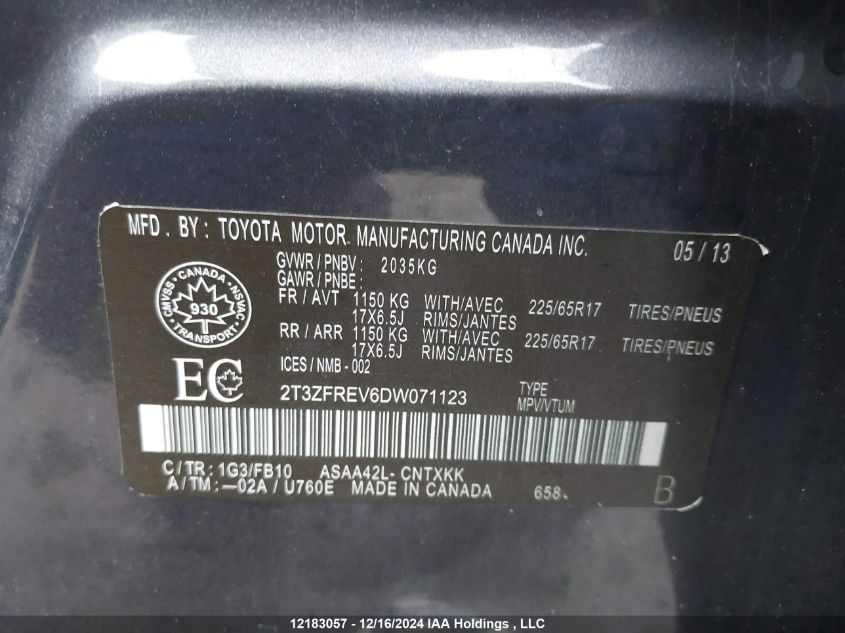 MFD. BY: TOYOTA MOTOR MANUFACTURING CANADA INC. 05/13
GVWR/PNBV: 2035KG
GAWR/PNBE:
FR/AVT 1150 KG WITH/AVEC 225/65R17 TIRES/PNEUS
17X6.5J RIMS/JANTES
RR/ARR 1150 KG WITH/AVEC 225/65R17 TIRES/PNEUS
17X6.5J RIMS/JANTES
ICES/NMB-002
CMVSS · CANADA · NSVAC
930
TRANSPORT
EC
2T3ZFREV6DW071123 TYPE
MPV/VTUM
C/TR: 1G3/FB10 ASAA42L-CNTXKK
A/TM: -02A/U760E MADE IN CANADA 658 B
12183057 - 12/16/2024 IAA Holdings , LLC